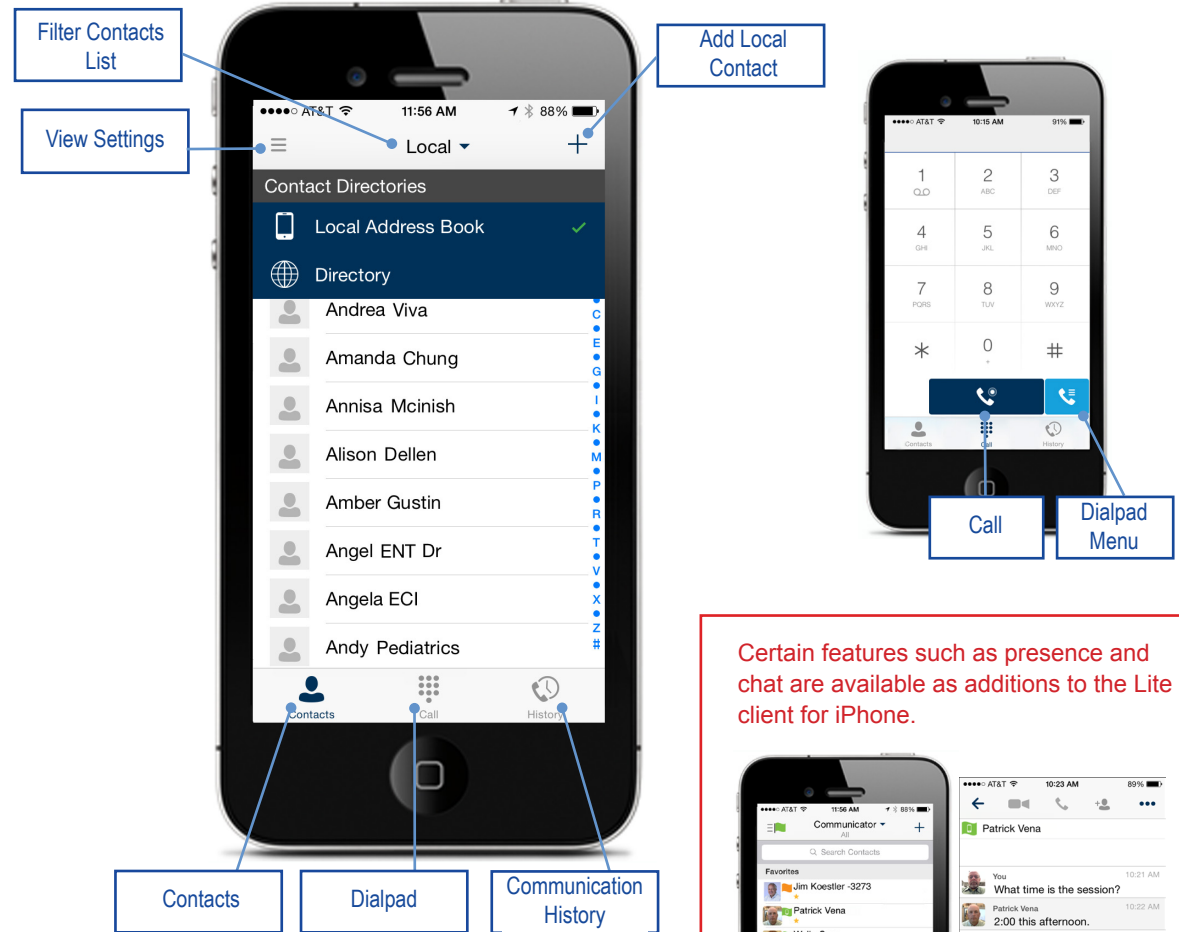 Filter Contacts
List
View Settings
Add Local
Contact
AT&T 11:56 AM 88%
Local
Contact Directories
Local Address Book
Directory
Andrea Viva
Amanda Chung
Annisa Mcinish
Alison Dellen
Amber Gustin
Angel ENT Dr
Angela ECI
Andy Pediatrics
C
E
G
I
K
M
P
R
T
V
X
Z
#
Contacts Call History
Contacts
Dialpad
Communication
History
AT&T 10:15 AM 91%
1 2 3
ABC DEF
4 5 6
GHI JKL MNO
7 8 9
PQRS TUV WXYZ
* 0 #
+
Contacts Call History
Call
Dialpad
Menu
Certain features such as presence and
chat are available as additions to the Lite
client for iPhone.
AT&T 11:56 AM 88%
Communicator
All
Search Contacts
Favorites
Jim Koestler -3273
Patrick Vena
AT&T 10:23 AM 89%
Patrick Vena
You 10:21 AM
What time is the session?
Patrick Vena 10:22 AM
2:00 this afternoon.